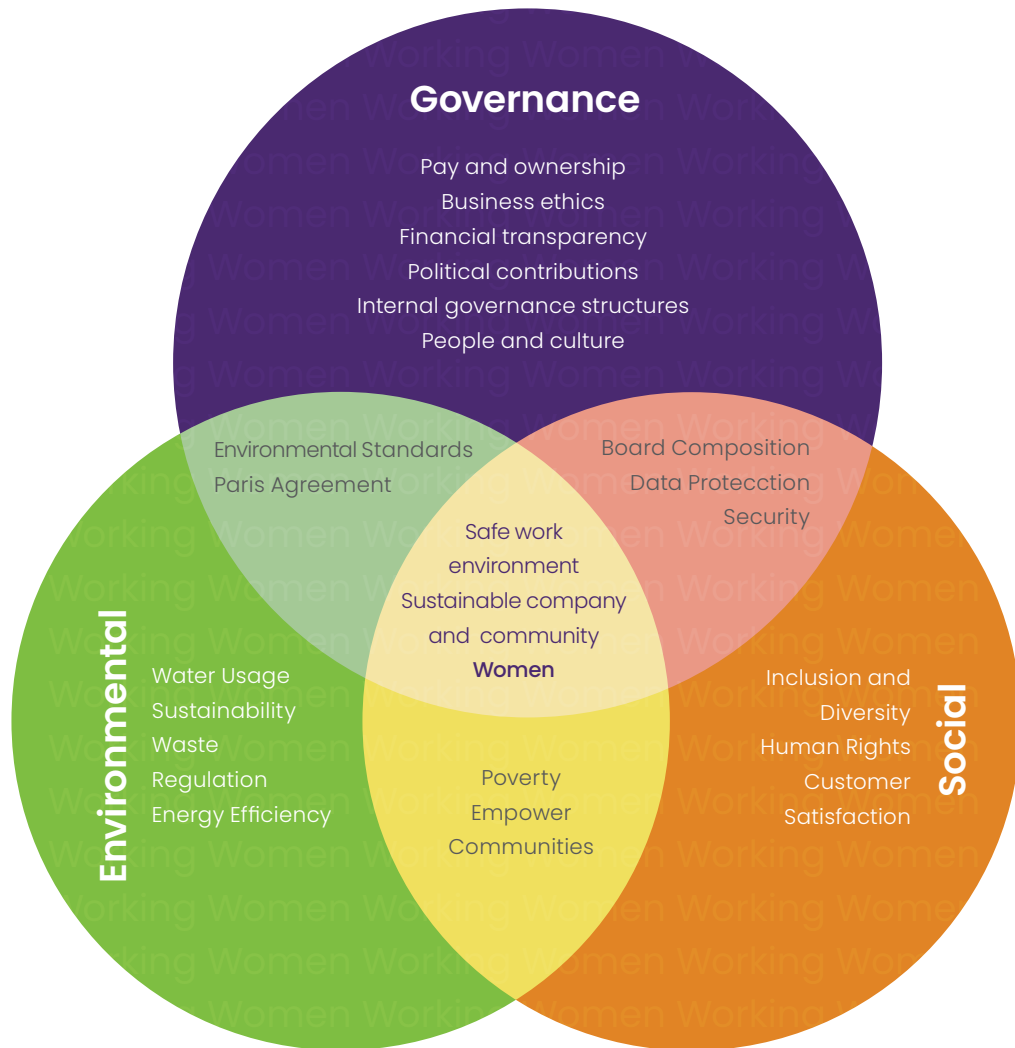 Governance
Pay and ownership
Business ethics
Financial transparency
Political contributions
Internal governance structures
People and culture
Environmental Standards
Paris Agreement
Board Composition
Data Protecction
Security
Safe work
environment
Sustainable company
and community
Women
Environmental
Water Usage
Sustainability
Waste
Regulation
Energy Efficiency
Poverty
Empower
Communities
Inclusion and
Diversity
Human Rights
Customer
Satisfaction
Social